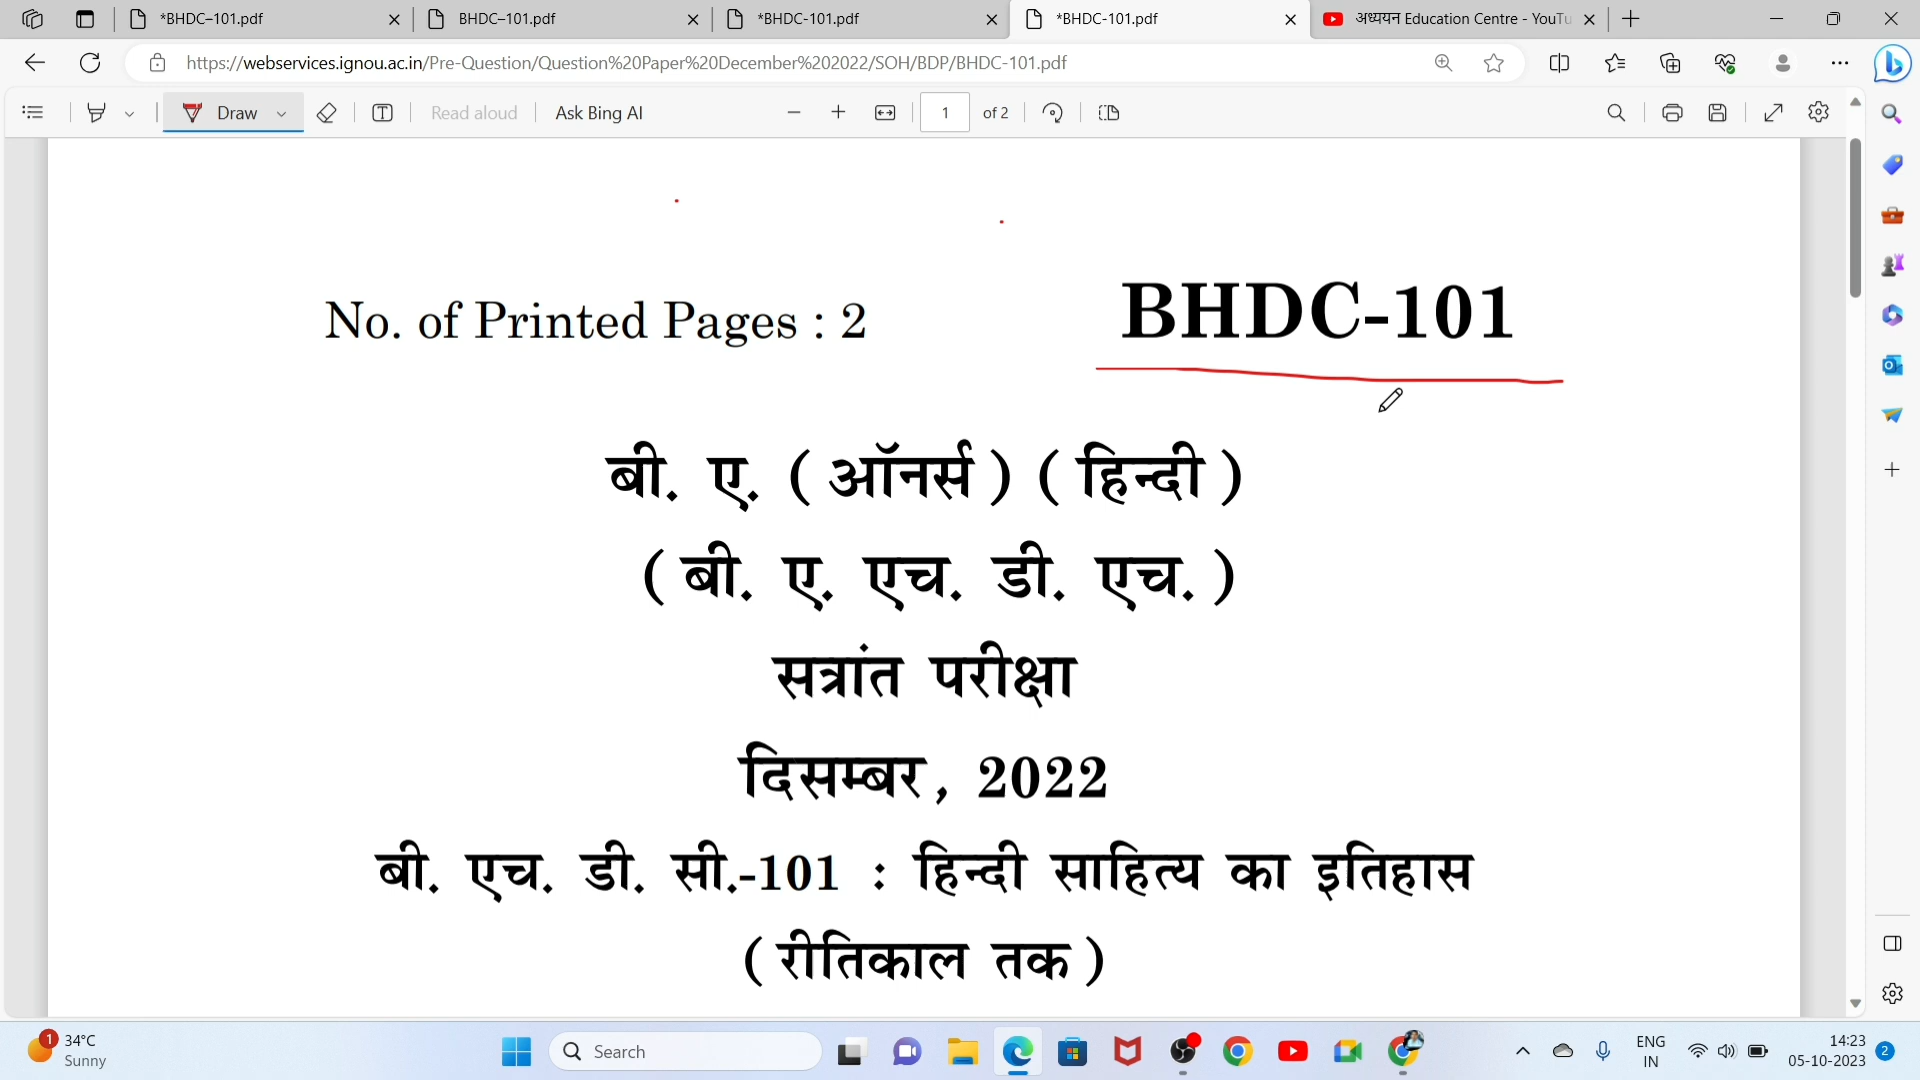 *BHDC-101.pdf
BHDC-101.pdf
*BHDC-101.pdf
*BHDC-101.pdf
अध्ययन Education Centre - YouTu
https://webservices.ignou.ac.in/Pre-Question/Question%20Paper%20December%202022/SOH/BDP/BHDC-101.pdf
Draw
Read aloud
Ask Bing AI
1 of 2
No. of Printed Pages : 2
BHDC-101
बी. ए. ( ऑनर्स ) ( हिन्दी )
( बी. ए. एच. डी. एच. )
सत्रांत परीक्षा
दिसम्बर, 2022
बी. एच. डी. सी.-101 : हिन्दी साहित्य का इतिहास
( रीतिकाल तक )
1
34°C
Sunny
Search
ENG
IN
14:23
05-10-2023
2